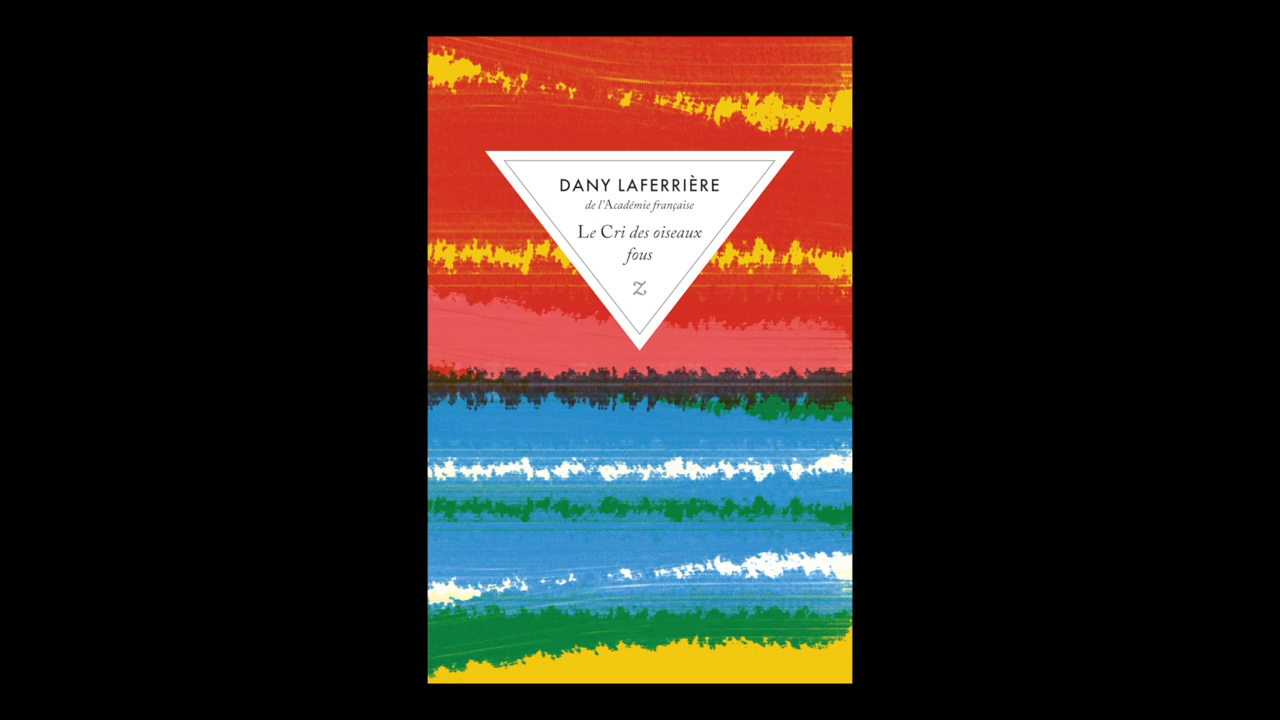 DANY LAFERRIÈRE
de l'Académie française
Le Cri des oiseaux
fous
Z